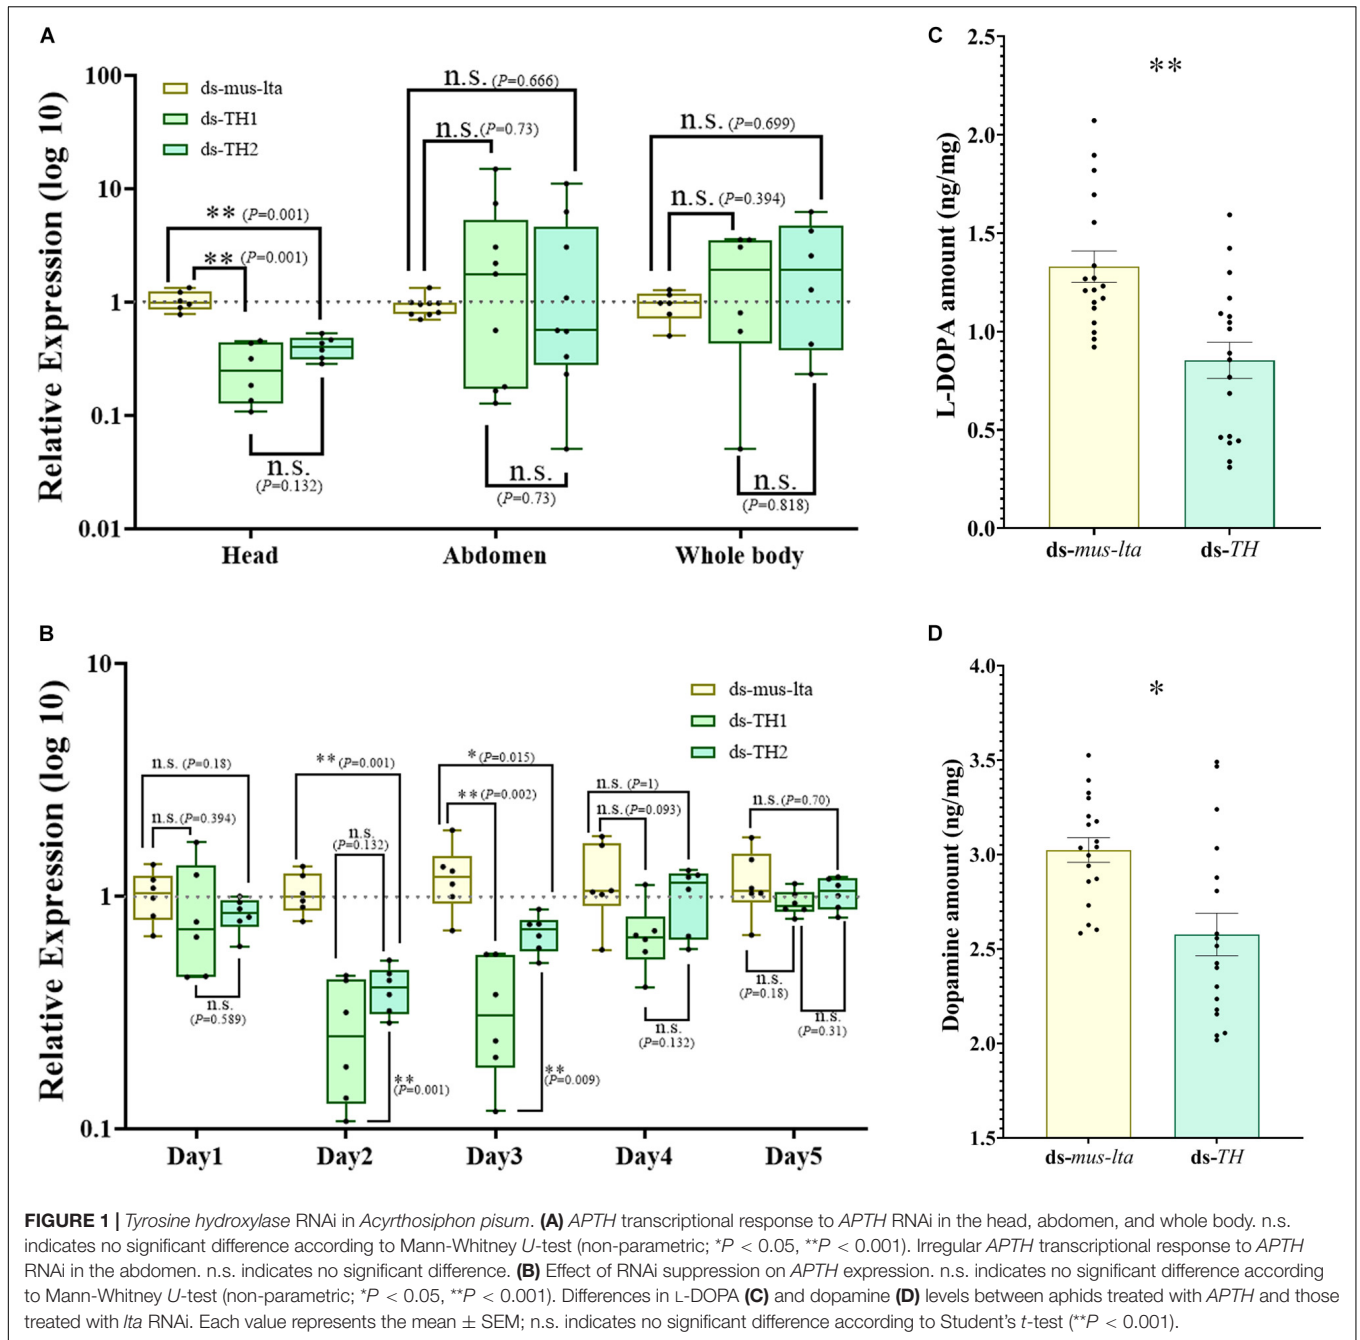 A
Relative Expression (log 10)
100
10
1
0.1
0.01
ds-mus-lta
ds-TH1
ds-TH2
** (P=0.001)
** (P=0.001)
n.s.
(P=0.132)
n.s. (P=0.666)
n.s. (P=0.73)
n.s.
(P=0.73)
n.s. (P=0.699)
n.s. (P=0.394)
n.s.
(P=0.818)
Head
Abdomen
Whole body
C
L-DOPA amount (ng/mg)
2.5
2.0
1.5
1.0
0.5
0.0
**
ds-mus-lta
ds-TH
B
Relative Expression (log 10)
10
1
0.1
ds-mus-lta
ds-TH1
ds-TH2
n.s. (P=0.18)
n.s. (P=0.394)
n.s.
(P=0.589)
** (P=0.001)
n.s.
(P=0.132)
**
(P=0.001)
* (P=0.015)
** (P=0.002)
**
(P=0.009)
n.s. (P=1)
n.s. (P=0.093)
n.s.
(P=0.132)
n.s. (P=0.70)
n.s.
(P=0.18)
n.s.
(P=0.31)
Day1
Day2
Day3
Day4
Day5
D
Dopamine amount (ng/mg)
4.0
3.5
3.0
2.5
2.0
1.5
*
ds-mus-lta
ds-TH
FIGURE 1 | Tyrosine hydroxylase RNAi in Acyrthosiphon pisum. (A) APTH transcriptional response to APTH RNAi in the head, abdomen, and whole body. n.s.
indicates no significant difference according to Mann-Whitney U-test (non-parametric; *P < 0.05, **P < 0.001). Irregular APTH transcriptional response to APTH
RNAi in the abdomen. n.s. indicates no significant difference. (B) Effect of RNAi suppression on APTH expression. n.s. indicates no significant difference according
to Mann-Whitney U-test (non-parametric; *P < 0.05, **P < 0.001). Differences in L-DOPA (C) and dopamine (D) levels between aphids treated with APTH and those
treated with lta RNAi. Each value represents the mean ± SEM; n.s. indicates no significant difference according to Student's t-test (**P < 0.001).